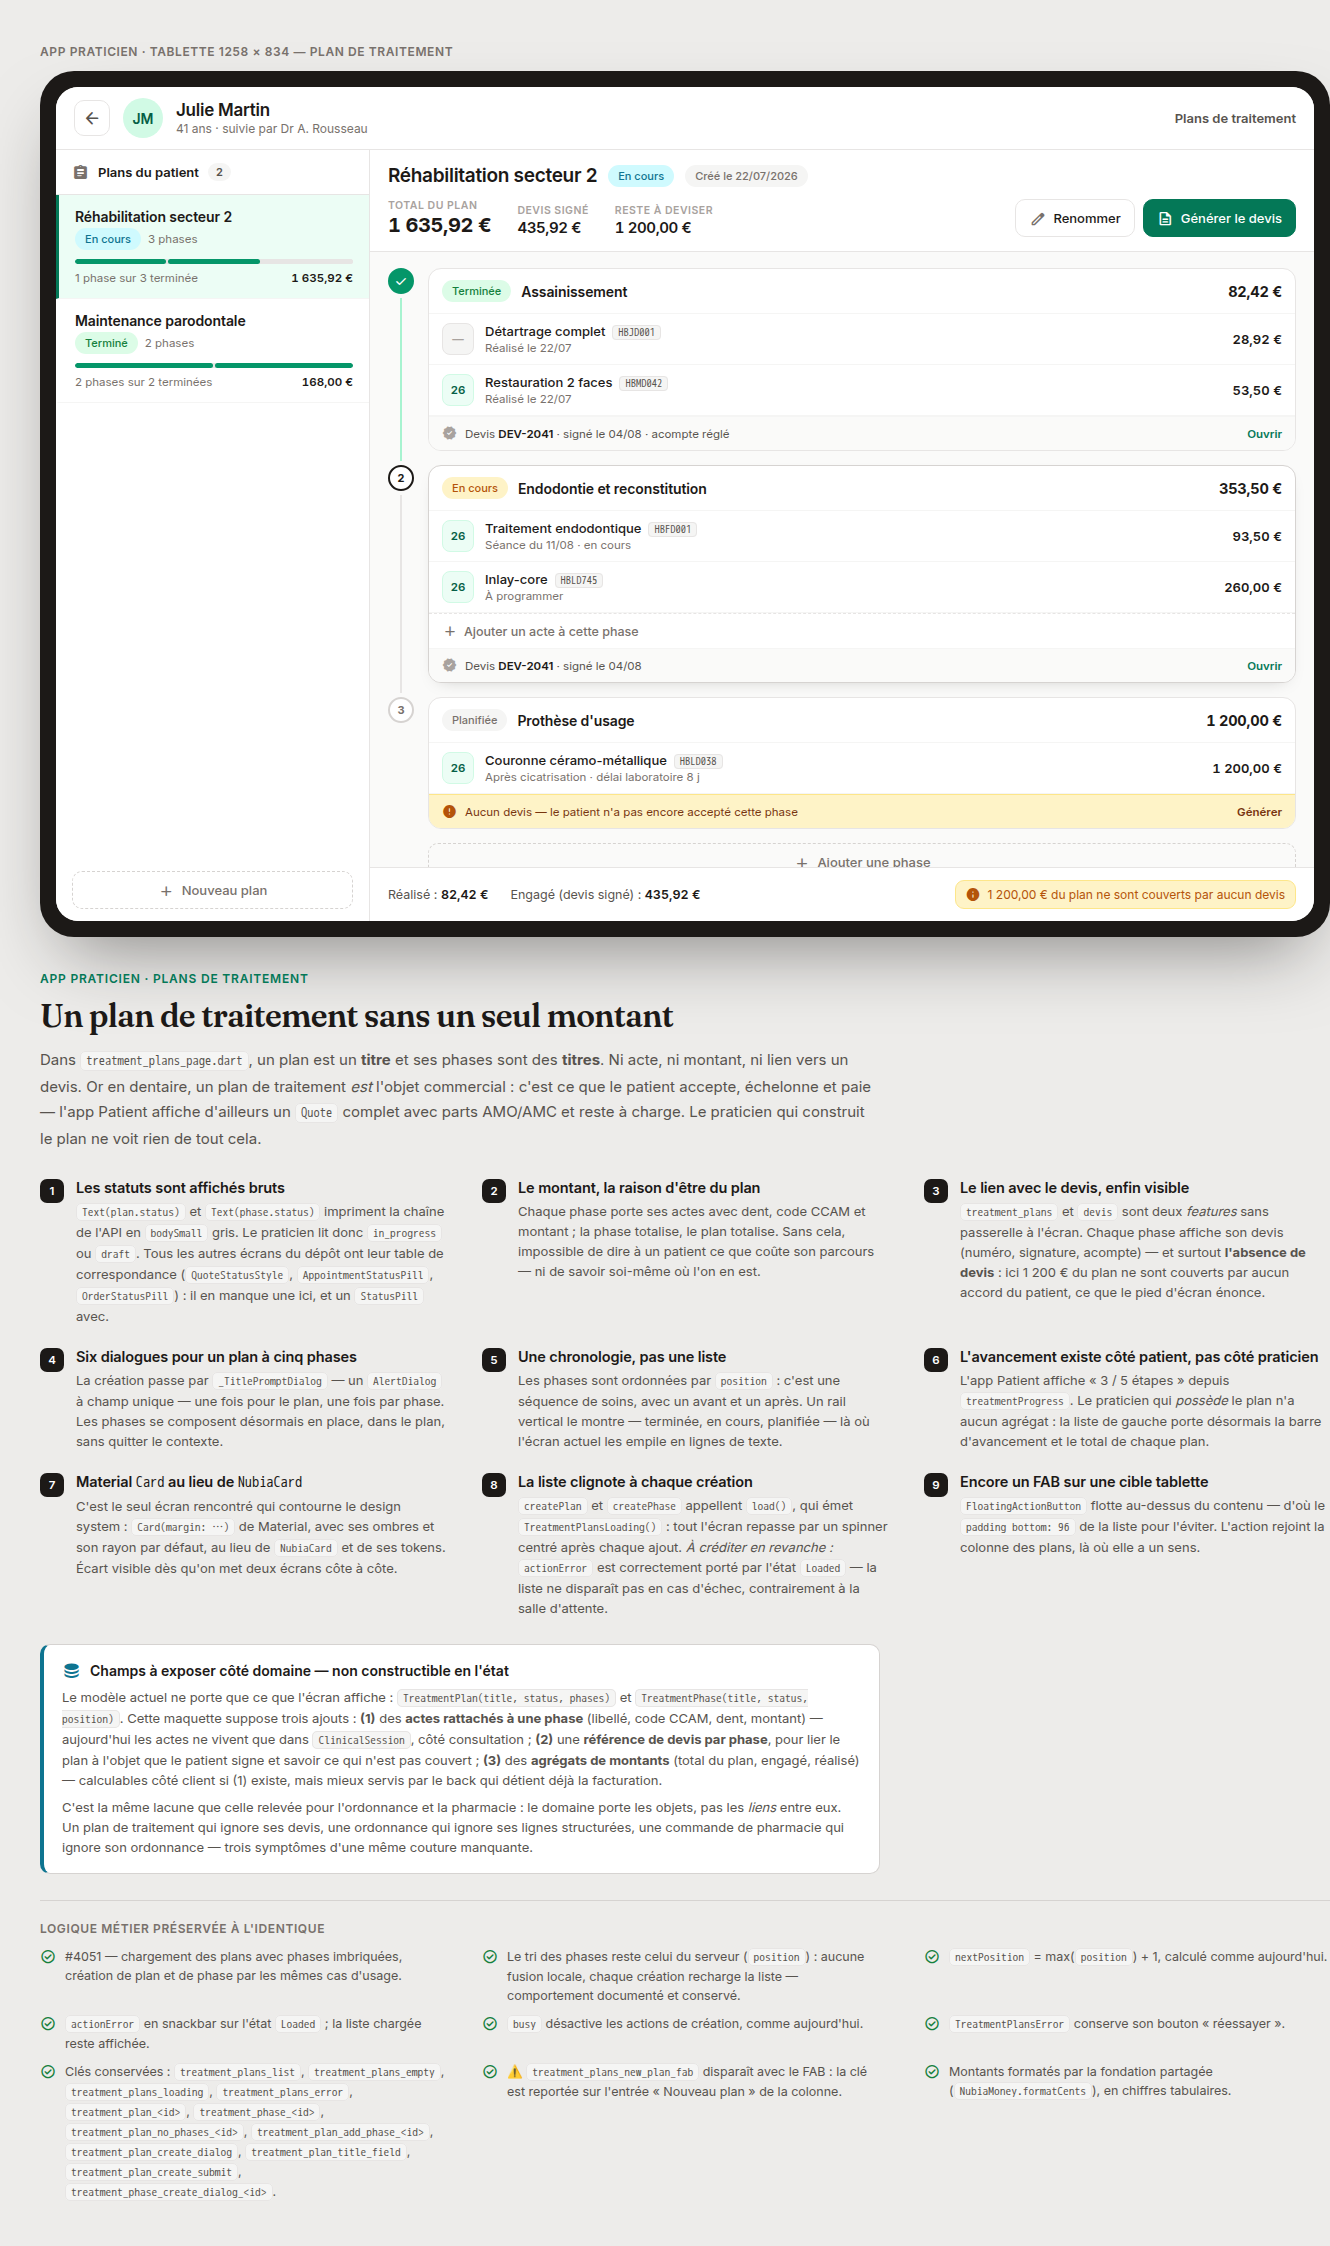 APP PRATICIEN · TABLETTE 1258 × 834 — PLAN DE TRAITEMENT
JM
Julie Martin
41 ans · suivie par Dr A. Rousseau
Plans de traitement
Plans du patient 2
Réhabilitation secteur 2
En cours 3 phases
1 phase sur 3 terminée 1 635,92 €
Maintenance parodontale
Terminé 2 phases
2 phases sur 2 terminées 168,00 €
+ Nouveau plan
Réhabilitation secteur 2 En cours Créé le 22/07/2026
TOTAL DU PLAN
1 635,92 €
DEVIS SIGNÉ
435,92 €
RESTE À DEVISER
1 200,00 €
Renommer
Générer le devis
Terminée Assainissement 82,42 €
— Détartrage complet HBJD001 28,92 €
Réalisé le 22/07
26 Restauration 2 faces HBMD042 53,50 €
Réalisé le 22/07
Devis DEV-2041 · signé le 04/08 · acompte réglé Ouvrir
2
En cours Endodontie et reconstitution 353,50 €
26 Traitement endodontique HBFD001 93,50 €
Séance du 11/08 · en cours
26 Inlay-core HBLD745 260,00 €
À programmer
+ Ajouter un acte à cette phase
Devis DEV-2041 · signé le 04/08 Ouvrir
3
Planifiée Prothèse d'usage 1 200,00 €
26 Couronne céramo-métallique HBLD038 1 200,00 €
Après cicatrisation · délai laboratoire 8 j
Aucun devis — le patient n'a pas encore accepté cette phase Générer
+ Ajouter une phase
Réalisé : 82,42 € Engagé (devis signé) : 435,92 €
1 200,00 € du plan ne sont couverts par aucun devis
APP PRATICIEN · PLANS DE TRAITEMENT
Un plan de traitement sans un seul montant
Dans treatment_plans_page.dart, un plan est un titre et ses phases sont des titres. Ni acte, ni montant, ni lien vers un
devis. Or en dentaire, un plan de traitement est l'objet commercial : c'est ce que le patient accepte, échelonne et paie
— l'app Patient affiche d'ailleurs un Quote complet avec parts AMO/AMC et reste à charge. Le praticien qui construit
le plan ne voit rien de tout cela.
1 Les statuts sont affichés bruts
Text(plan.status) et Text(phase.status) impriment la chaîne
de l'API en bodySmall gris. Le praticien lit donc in_progress
ou draft. Tous les autres écrans du dépôt ont leur table de
correspondance (QuoteStatusStyle, AppointmentStatusPill,
OrderStatusPill) : il en manque une ici, et un StatusPill
avec.
2 Le montant, la raison d'être du plan
Chaque phase porte ses actes avec dent, code CCAM et
montant ; la phase totalise, le plan totalise. Sans cela,
impossible de dire à un patient ce que coûte son parcours
— ni de savoir soi-même où l'on en est.
3 Le lien avec le devis, enfin visible
treatment_plans et devis sont deux features sans
passerelle à l'écran. Chaque phase affiche son devis
(numéro, signature, acompte) — et surtout l'absence de
devis : ici 1 200 € du plan ne sont couverts par aucun
accord du patient, ce que le pied d'écran énonce.
4 Six dialogues pour un plan à cinq phases
La création passe par _TitlePromptDialog — un AlertDialog
à champ unique — une fois pour le plan, une fois par phase.
Les phases se composent désormais en place, dans le plan,
sans quitter le contexte.
5 Une chronologie, pas une liste
Les phases sont ordonnées par position : c'est une
séquence de soins, avec un avant et un après. Un rail
vertical le montre — terminée, en cours, planifiée — là où
l'écran actuel les empile en lignes de texte.
6 L'avancement existe côté patient, pas côté praticien
L'app Patient affiche « 3 / 5 étapes » depuis
treatmentProgress. Le praticien qui possède le plan n'a
aucun agrégat : la liste de gauche porte désormais la barre
d'avancement et le total de chaque plan.
7 Material Card au lieu de NubiaCard
C'est le seul écran rencontré qui contourne le design
system : Card(margin: ⋯) de Material, avec ses ombres et
son rayon par défaut, au lieu de NubiaCard et de ses tokens.
Écart visible dès qu'on met deux écrans côte à côte.
8 La liste clignote à chaque création
createPlan et createPhase appellent load(), qui émet
TreatmentPlansLoading() : tout l'écran repasse par un spinner
centré après chaque ajout. À créditer en revanche :
actionError est correctement porté par l'état Loaded — la
liste ne disparaît pas en cas d'échec, contrairement à la
salle d'attente.
9 Encore un FAB sur une cible tablette
FloatingActionButton flotte au-dessus du contenu — d'où le
padding bottom: 96 de la liste pour l'éviter. L'action rejoint la
colonne des plans, là où elle a un sens.
Champs à exposer côté domaine — non constructible en l'état
Le modèle actuel ne porte que ce que l'écran affiche : TreatmentPlan(title, status, phases) et TreatmentPhase(title, status,
position). Cette maquette suppose trois ajouts : (1) des actes rattachés à une phase (libellé, code CCAM, dent, montant) —
aujourd'hui les actes ne vivent que dans ClinicalSession, côté consultation ; (2) une référence de devis par phase, pour lier le
plan à l'objet que le patient signe et savoir ce qui n'est pas couvert ; (3) des agrégats de montants (total du plan, engagé, réalisé)
— calculables côté client si (1) existe, mais mieux servis par le back qui détient déjà la facturation.
C'est la même lacune que celle relevée pour l'ordonnance et la pharmacie : le domaine porte les objets, pas les liens entre eux.
Un plan de traitement qui ignore ses devis, une ordonnance qui ignore ses lignes structurées, une commande de pharmacie qui
ignore son ordonnance — trois symptômes d'une même couture manquante.
LOGIQUE MÉTIER PRÉSERVÉE À L'IDENTIQUE
#4051 — chargement des plans avec phases imbriquées,
création de plan et de phase par les mêmes cas d'usage.
Le tri des phases reste celui du serveur (position) : aucune
fusion locale, chaque création recharge la liste —
comportement documenté et conservé.
nextPosition = max(position) + 1, calculé comme aujourd'hui.
actionError en snackbar sur l'état Loaded ; la liste chargée
reste affichée.
busy désactive les actions de création, comme aujourd'hui.
TreatmentPlansError conserve son bouton « réessayer ».
Clés conservées : treatment_plans_list, treatment_plans_empty,
treatment_plans_loading, treatment_plans_error,
treatment_plan_<id>, treatment_phase_<id>,
treatment_plan_no_phases_<id>, treatment_plan_add_phase_<id>,
treatment_plan_create_dialog, treatment_plan_title_field,
treatment_plan_create_submit,
treatment_phase_create_dialog_<id>.
⚠️ treatment_plans_new_plan_fab disparaît avec le FAB : la clé
est reportée sur l'entrée « Nouveau plan » de la colonne.
Montants formatés par la fondation partagée
(NubiaMoney.formatCents), en chiffres tabulaires.